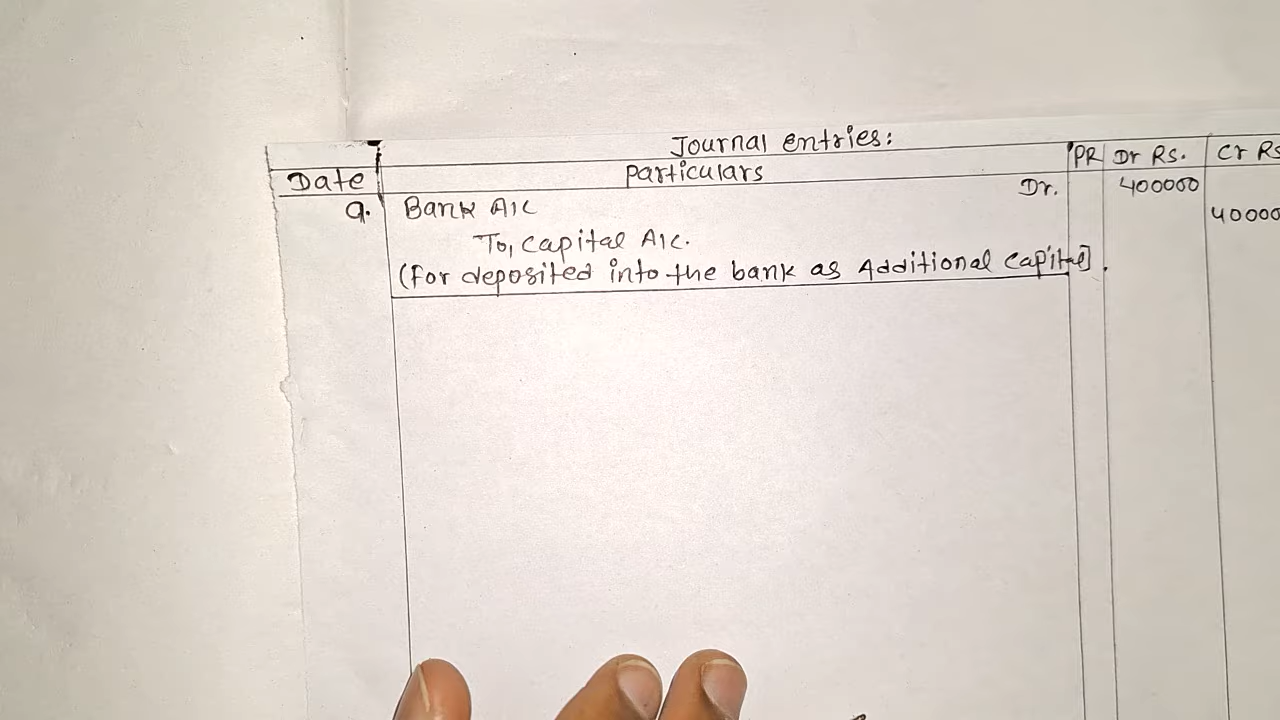 Journal entries:
Date Particulars PR Dr Rs. Cr Rs
a. Bank A/C Dr. 400000
To, Capital A/C. 40000
(For deposited into the bank as Additional Capital].